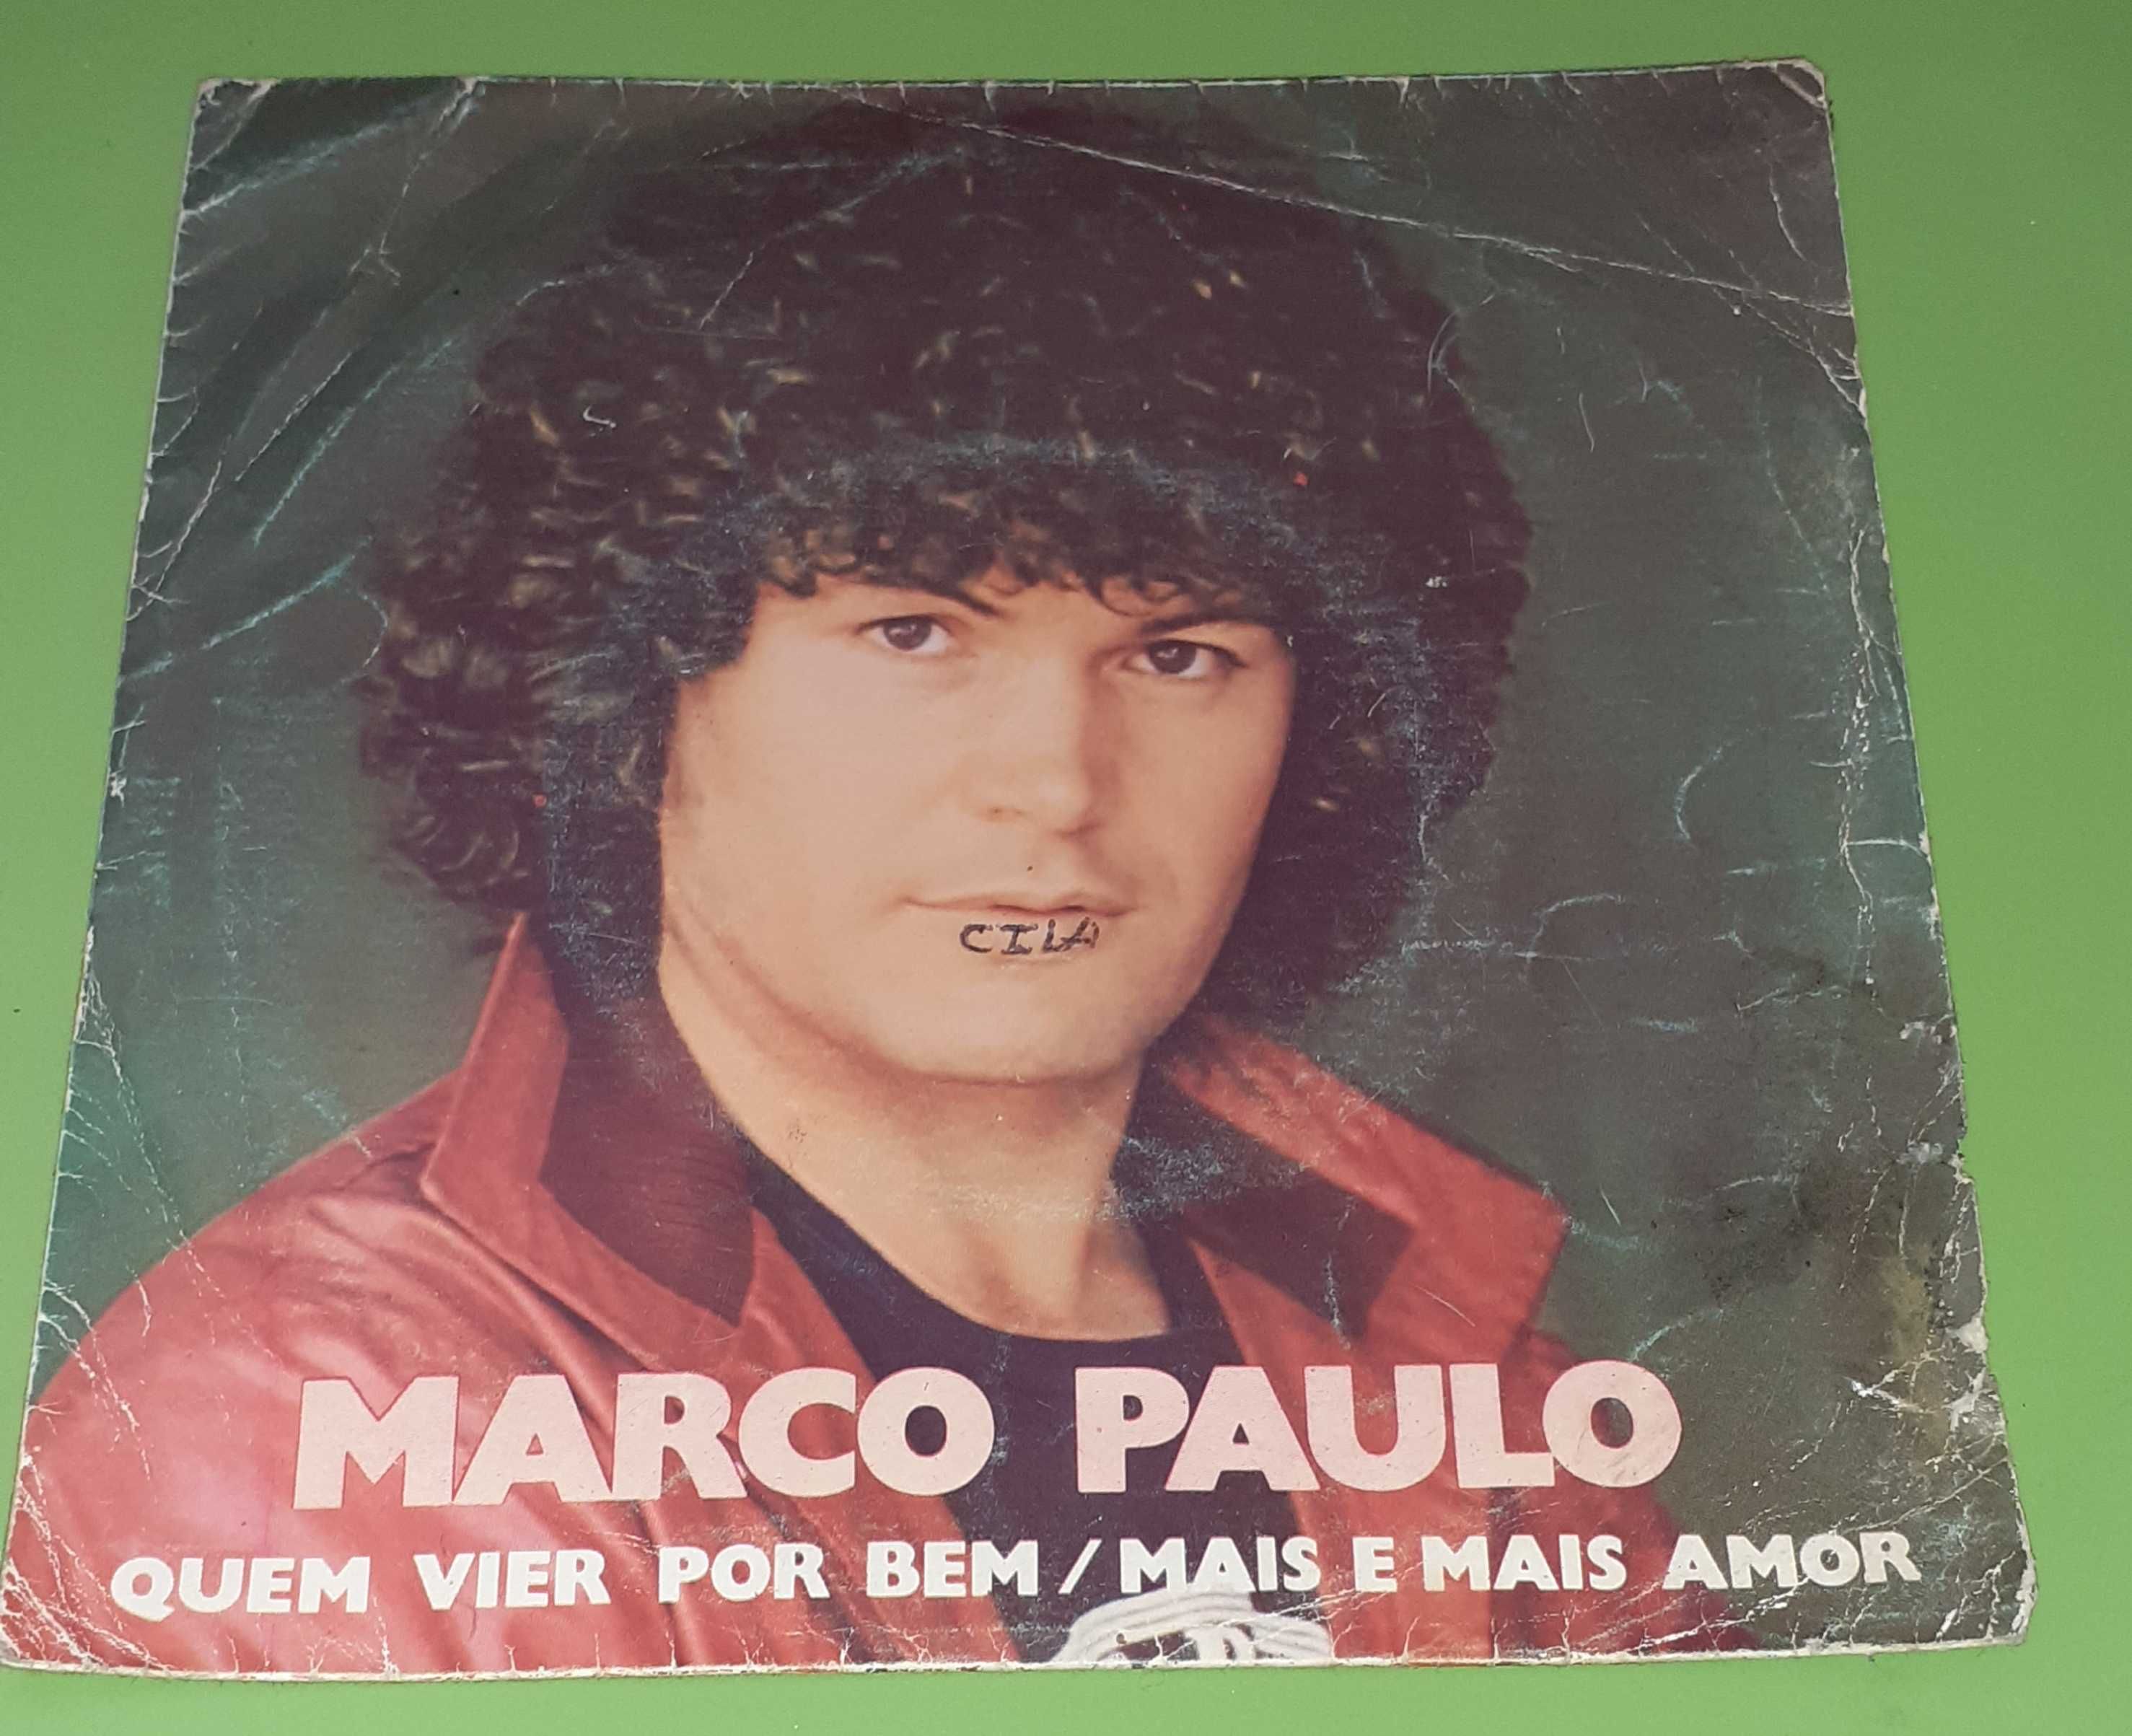 CILA
MARCO PAULO
QUEM VIER POR BEM / MAIS E MAIS AMOR